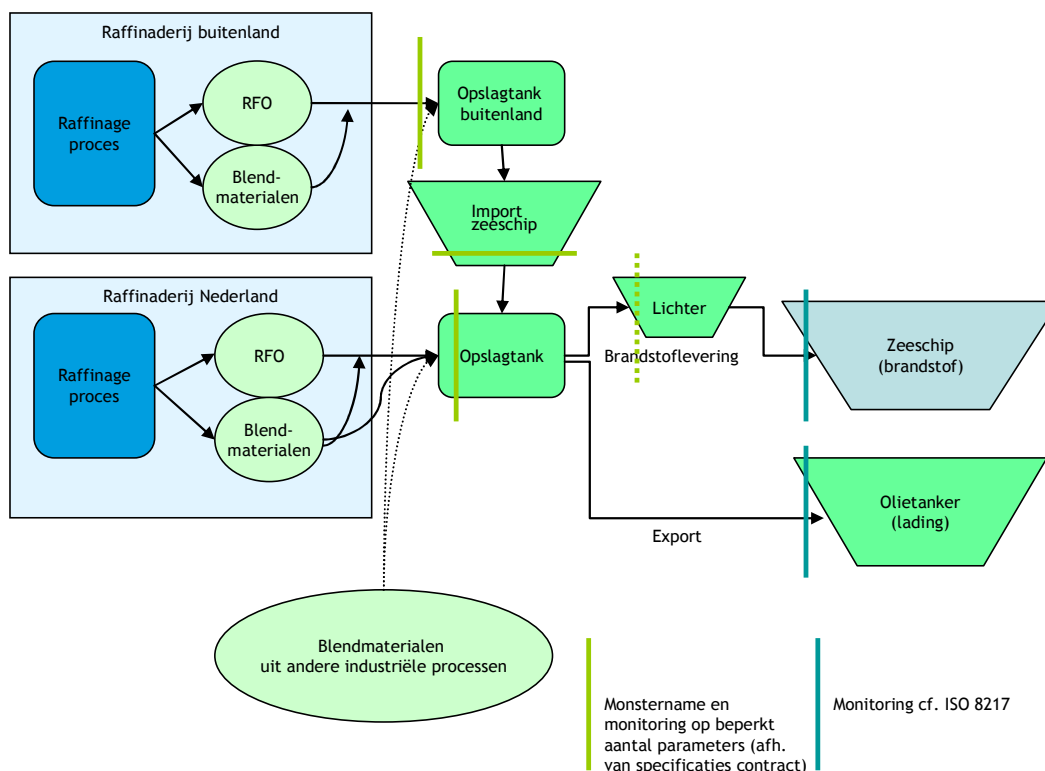 Raffinaderij buitenland
Raffinage
proces
RFO
Blend-
materialen
Opslagtank
buitenland
Import
zeeschip
Raffinaderij Nederland
Raffinage
proces
RFO
Blend-
materialen
Opslagtank
Lichter
Brandstoflevering
Zeeschip
(brandstof)
Olietanker
(lading)
Export
Blendmaterialen
uit andere industriële processen
Monstername en
monitoring op beperkt
aantal parameters (afh.
van specificaties contract)
Monitoring cf. ISO 8217